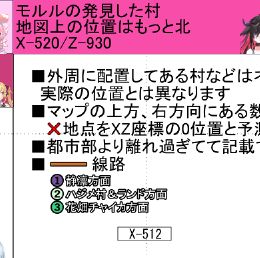 モルルの発見した村
地図上の位置はもっと北
X-520/Z-930
■外周に配置してある村などは
実際の位置とは異なります
■マップの上方、右方向にある数
❌地点をXZ座標の0位置と予測
■都市部より離れ過ぎてて記載
■ 線路
① 静寛方面
② ハジメ村&ランド方面
③ 花畑チャイカ方面
X-512